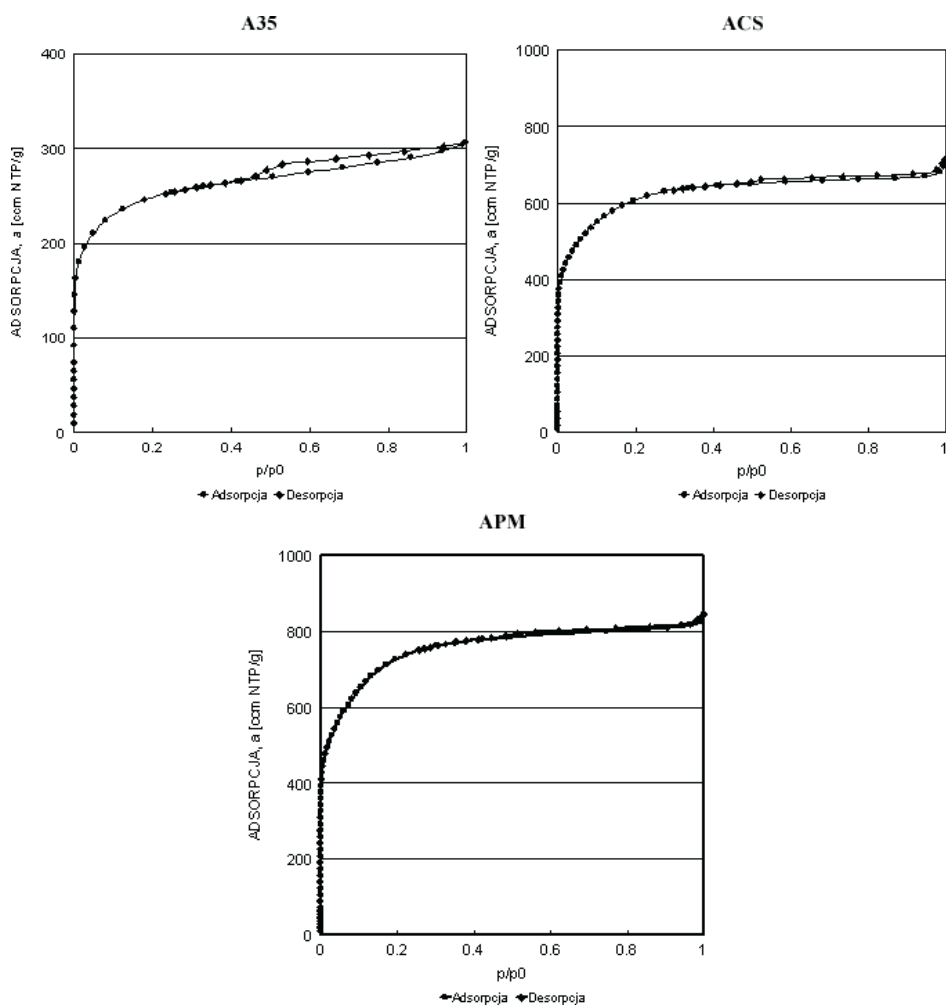 A35
400
300
200
100
0
ADSORPCJA, a [ccm NTP/g]
0 0.2 0.4 0.6 0.8 1
p/p0
Adsorpcja Desorpcja
ACS
1000
800
600
400
200
0
ADSORPCJA, a [ccm NTP/g]
0 0.2 0.4 0.6 0.8 1
p/p0
Adsorpcja Desorpcja
APM
1000
800
600
400
200
0
ADSORPCJA, a [ccm NTP/g]
0 0.2 0.4 0.6 0.8 1
p/p0
Adsorpcja Desorpcja